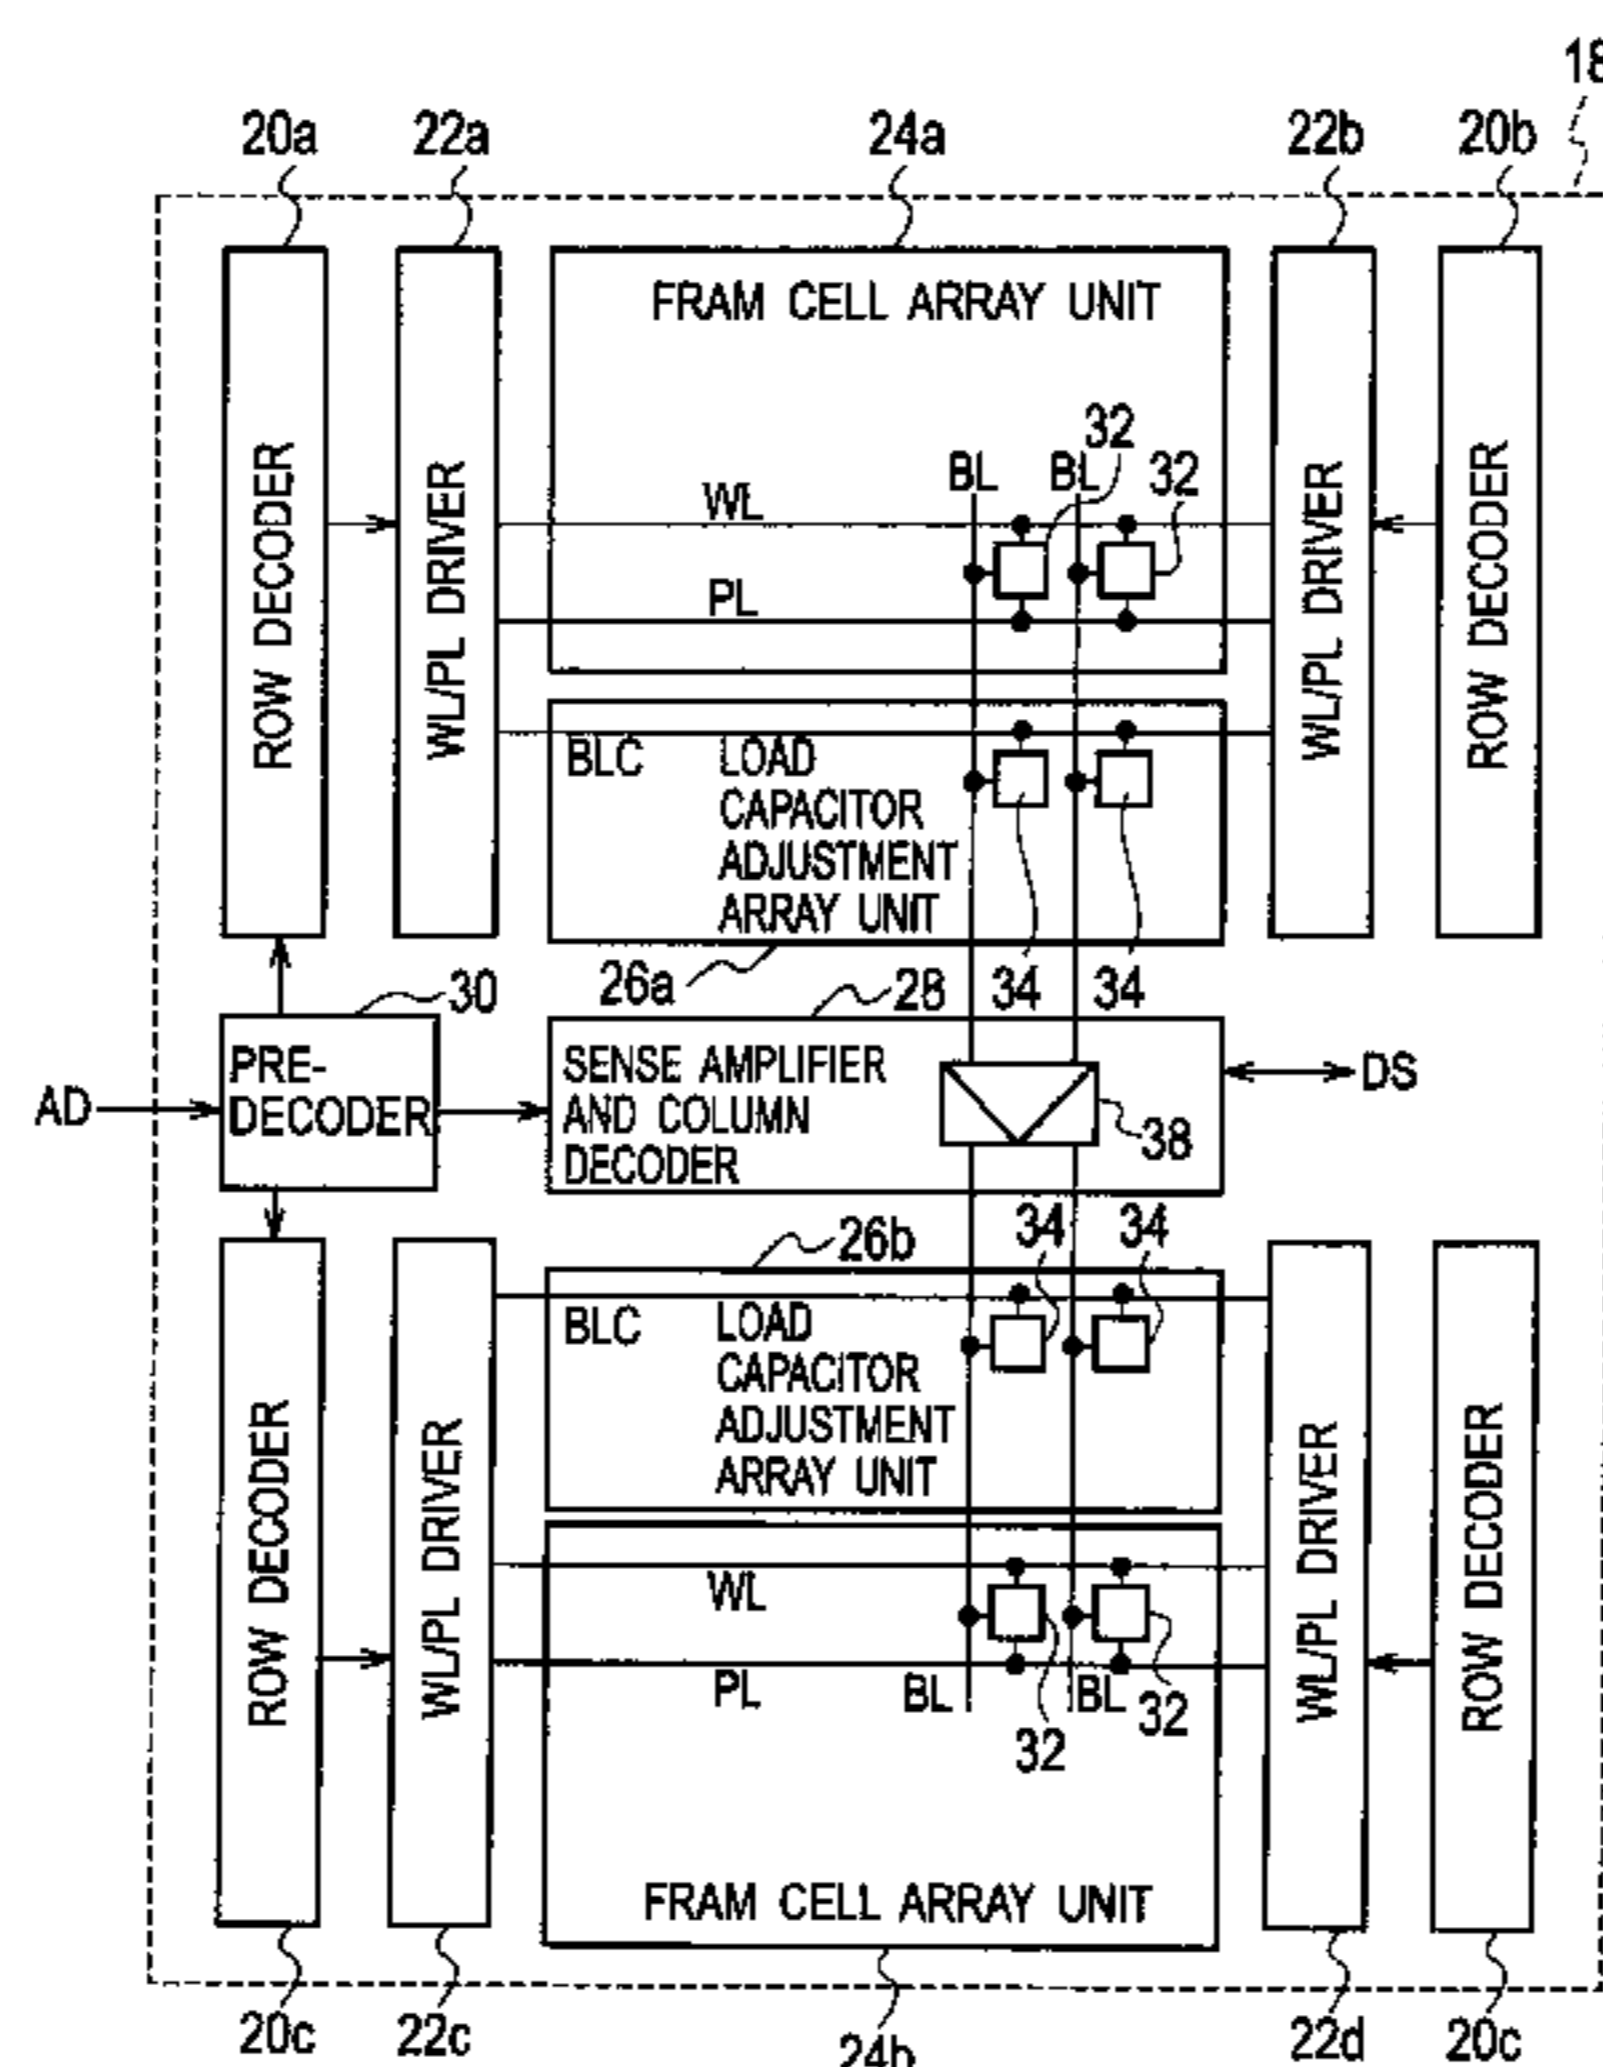 18
20a 22a 24a 22b 20b
FRAM CELL ARRAY UNIT
ROW DECODER
WL/PL DRIVER
WL/PL DRIVER
ROW DECODER
32
BL BL 32
WL
PL
BLC
LOAD
CAPACITOR
ADJUSTMENT
ARRAY UNIT
26a 34 34
30 28
PRE-
DECODER
SENSE AMPLIFIER
AND COLUMN
DECODER
AD
DS
38
26b 34 34
BLC
LOAD
CAPACITOR
ADJUSTMENT
ARRAY UNIT
ROW DECODER
WL/PL DRIVER
WL/PL DRIVER
ROW DECODER
WL
PL BL BL 32
32
FRAM CELL ARRAY UNIT
20c 22c 24b 22d 20c